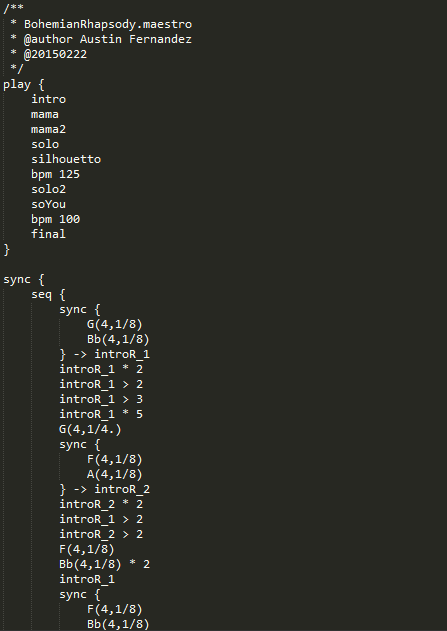 /**
 * BohemianRhapsody.maestro
 * @author Austin Fernandez
 * @20150222
 */
play {
    intro
    mama
    mama2
    solo
    silhouetto
    bpm 125
    solo2
    soYou
    bpm 100
    final
}

sync {
    seq {
        sync {
            G(4,1/8)
            Bb(4,1/8)
        } -> introR_1
        introR_1 * 2
        introR_1 > 2
        introR_1 > 3
        introR_1 * 5
        G(4,1/4.)
        sync {
            F(4,1/8)
            A(4,1/8)
        } -> introR_2
        introR_2 * 2
        introR_1 > 2
        introR_2 > 2
        F(4,1/8)
        Bb(4,1/8) * 2
        introR_1
        sync {
            F(4,1/8)
            Bb(4,1/8)